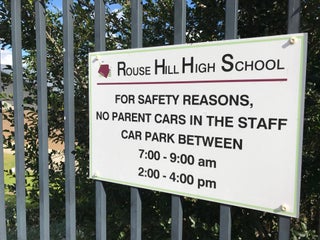 ROUSE HILL HIGH SCHOOL
FOR SAFETY REASONS,
NO PARENT CARS IN THE STAFF
CAR PARK BETWEEN
7:00 - 9:00 am
2:00 - 4:00 pm